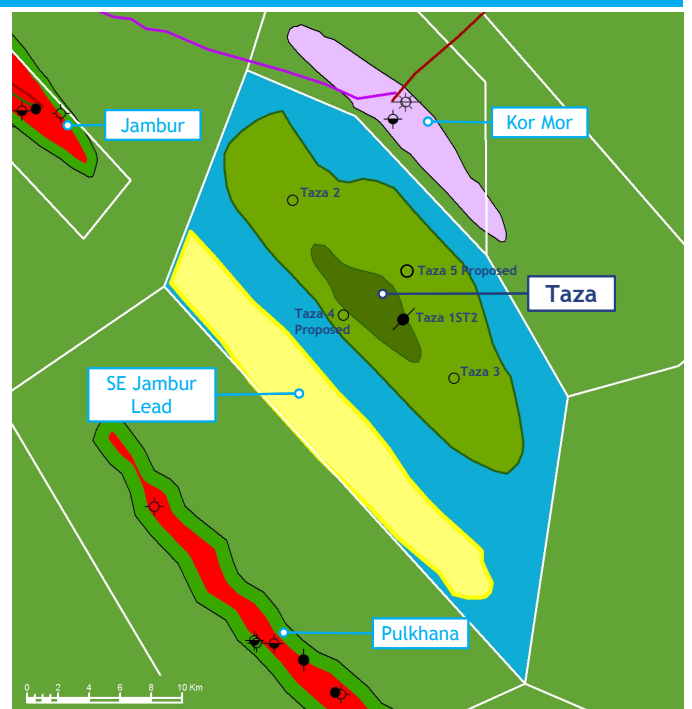 Jambur
Kor Mor
Taza 2
Taza 5 Proposed
Taza
Taza 4
Proposed
Taza 1ST2
Taza 3
SE Jambur
Lead
Pulkhana
0 2 4 6 8 10 Km